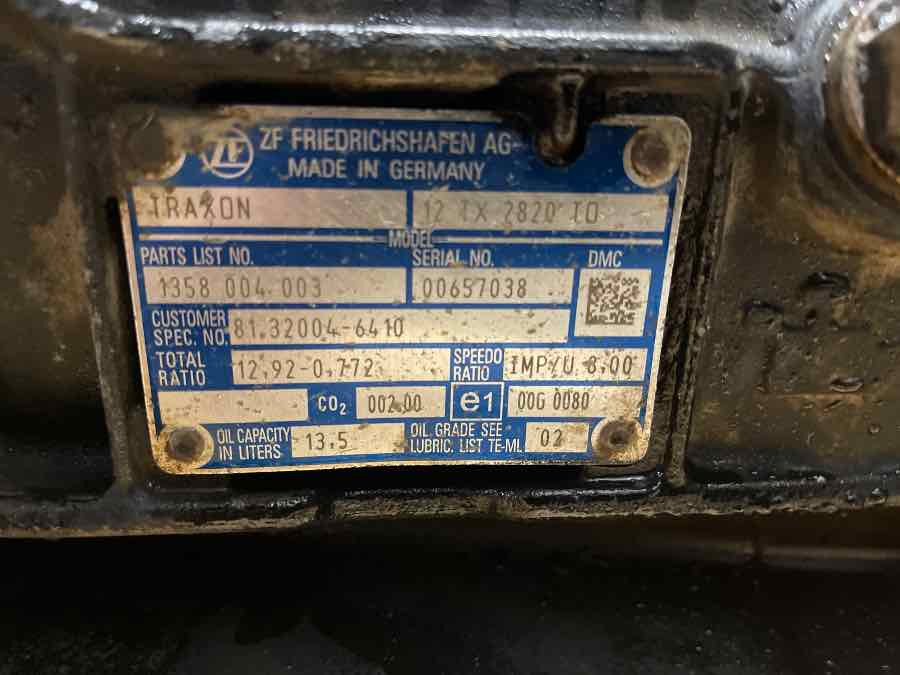 ZF FRIEDRICHSHAFEN AG
MADE IN GERMANY
TRAXON 12 TX 2820 TO
MODEL
PARTS LIST NO. SERIAL NO. DMC
1358 004.003 00657038
CUSTOMER SPEC. NO. 81.32004-6410
TOTAL RATIO 12,92-0,772 SPEEDO RATIO IMP/U 8,00
CO2 002.00 e1 00G 0080
OIL CAPACITY IN LITERS 13,5 OIL GRADE SEE LUBRIC. LIST TE-ML 02